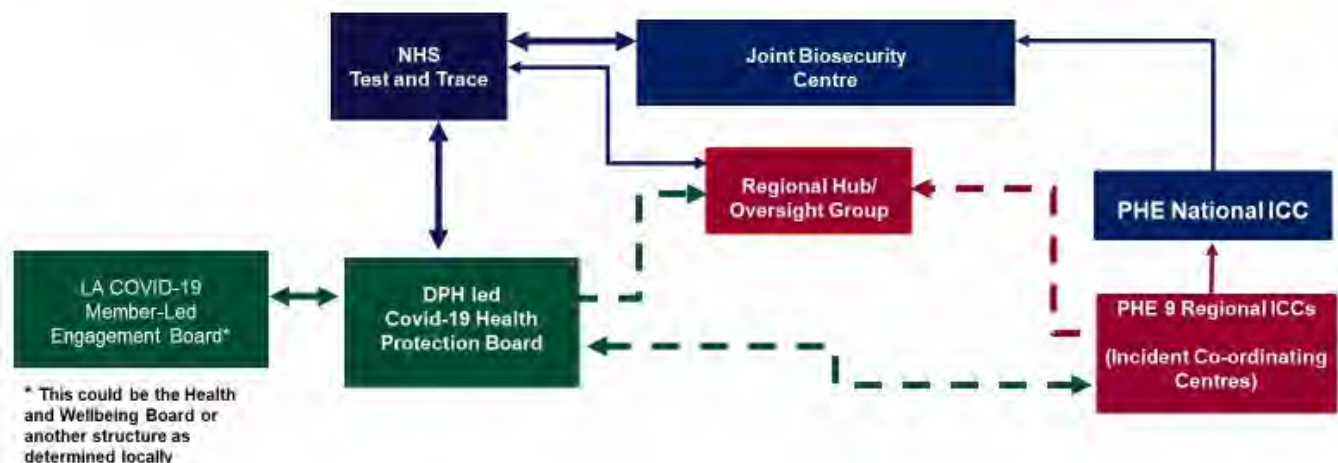 NHS
Test and Trace
Joint Biosecurity
Centre
Regional Hub/
Oversight Group
PHE National ICC
LA COVID-19
Member-Led
Engagement Board*
DPH led
Covid-19 Health
Protection Board
PHE 9 Regional ICCs
(Incident Co-ordinating
Centres)
* This could be the Health
and Wellbeing Board or
another structure as
determined locally